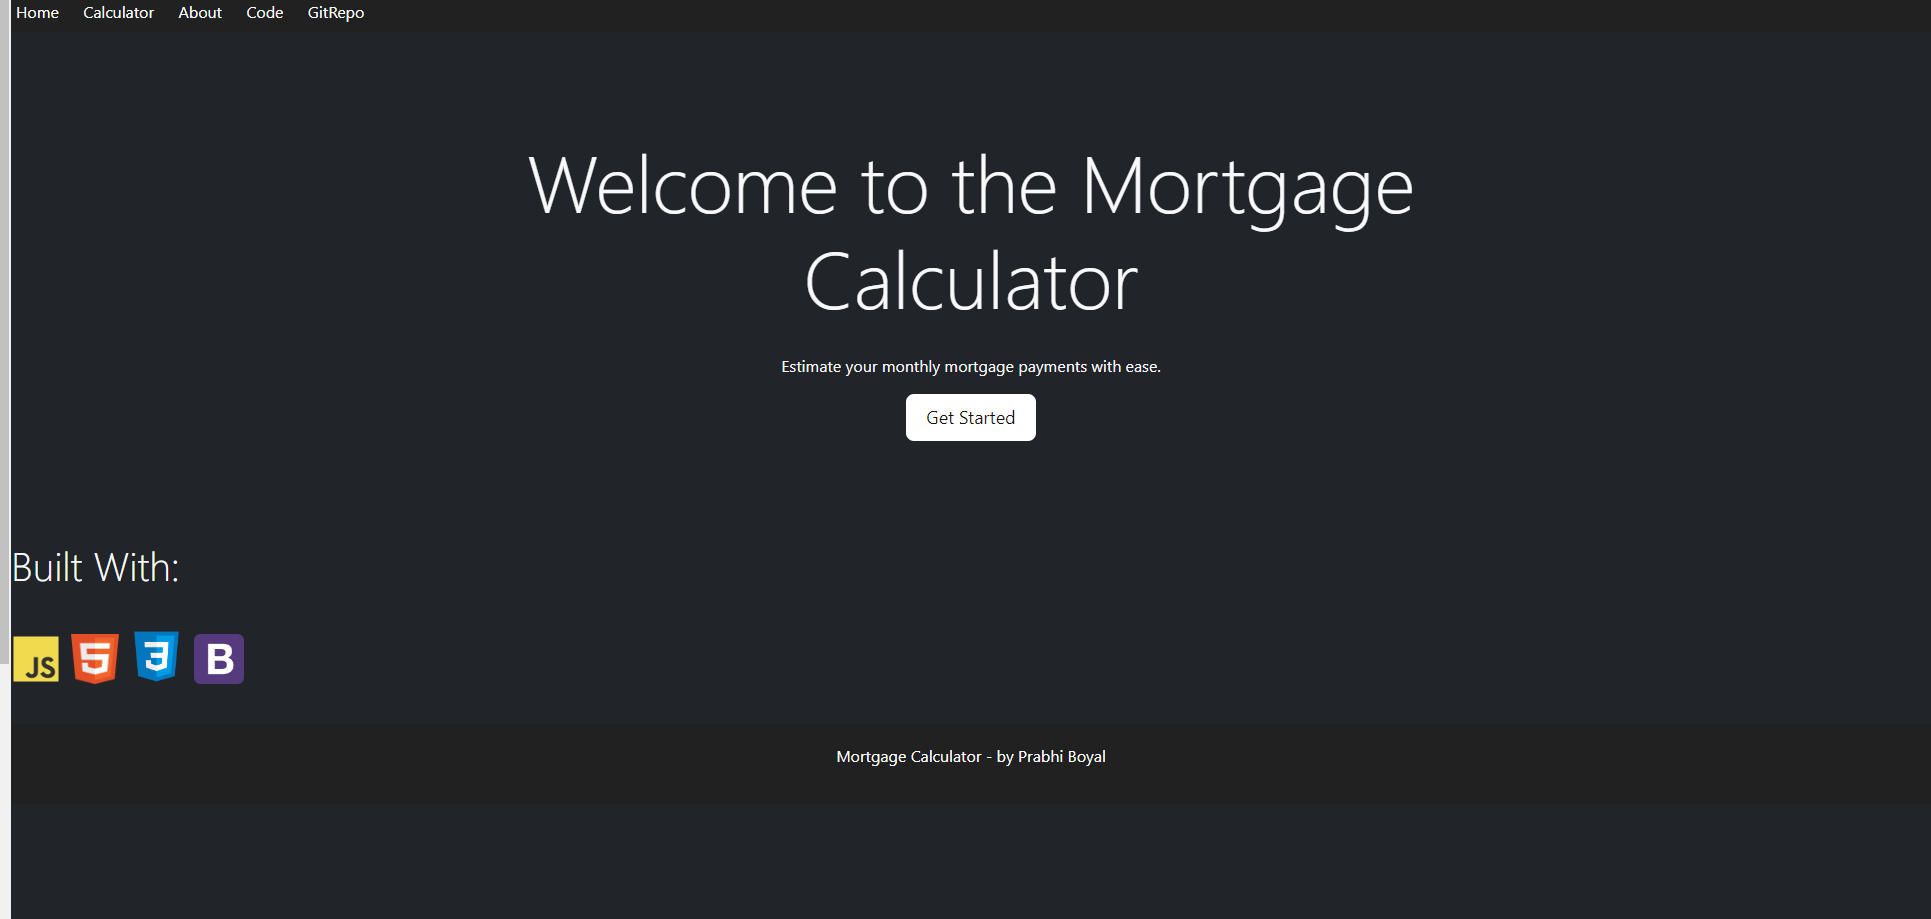 Home Calculator About Code GitRepo
Welcome to the Mortgage
Calculator
Estimate your monthly mortgage payments with ease.
Get Started
Built With:
JS 5 3 B
Mortgage Calculator - by Prabhi Boyal